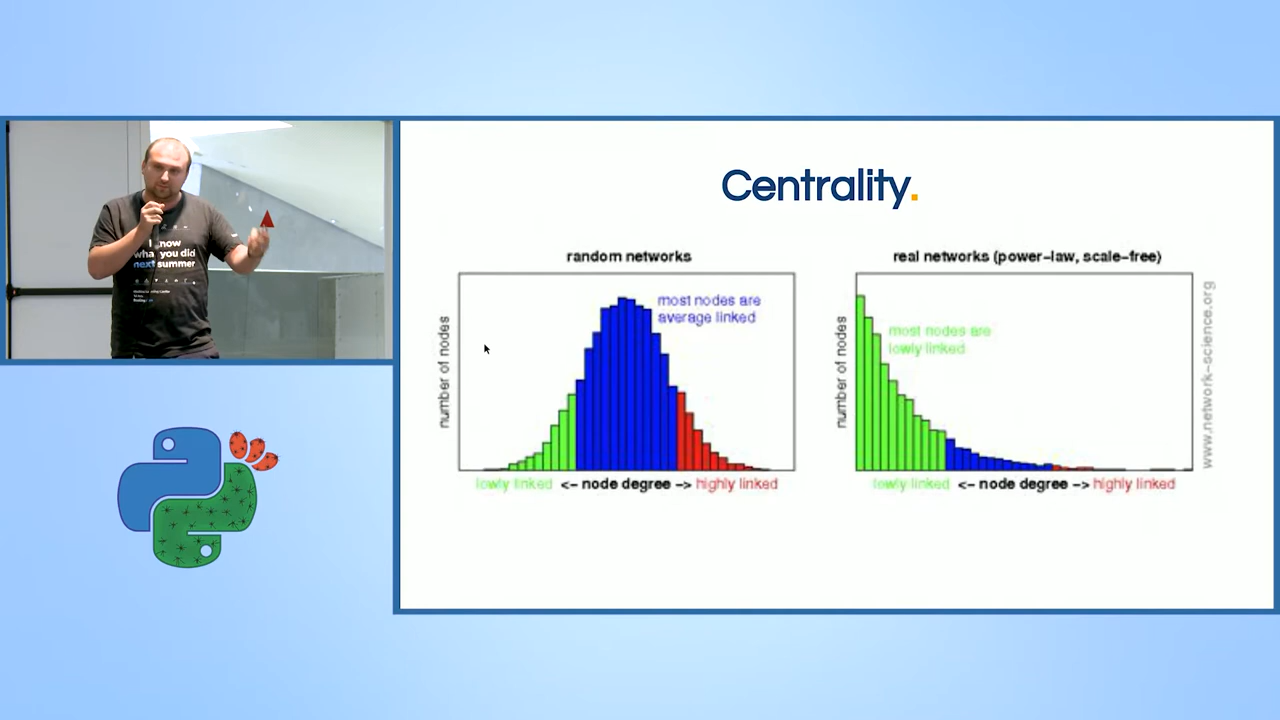 I know
what you did
next summer
Centrality.
random networks
number of nodes
most nodes are
average linked
lowly linked <- node degree -> highly linked
real networks (power-law, scale-free)
number of nodes
most nodes are
lowly linked
lowly linked <- node degree -> highly linked
www.network-science.org